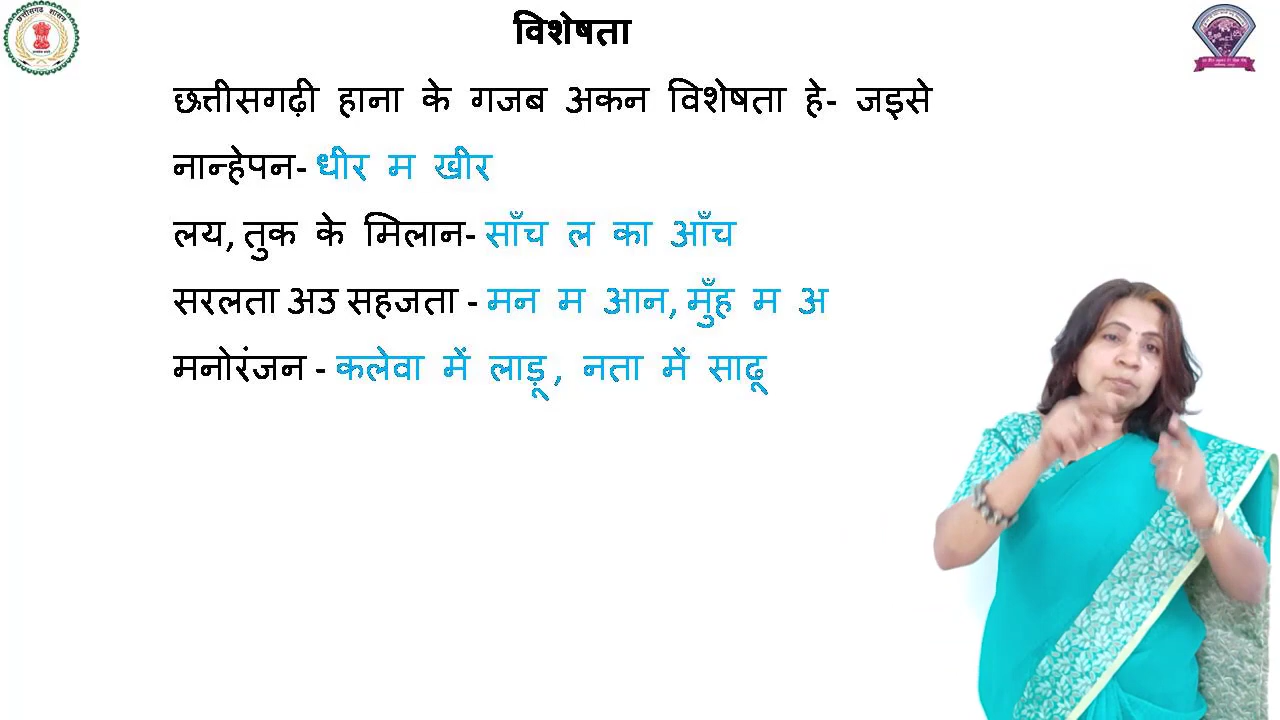 विशेषता
छत्तीसगढ़ी हाना के गजब अकन विशेषता हे- जइसे
नान्हेपन- धीर म खीर
लय, तुक के मिलान- साँच ल का आँच
सरलता अउ सहजता - मन म आन, मुँह म अ
मनोरंजन - कलेवा में लाड़ू , नता में साढू